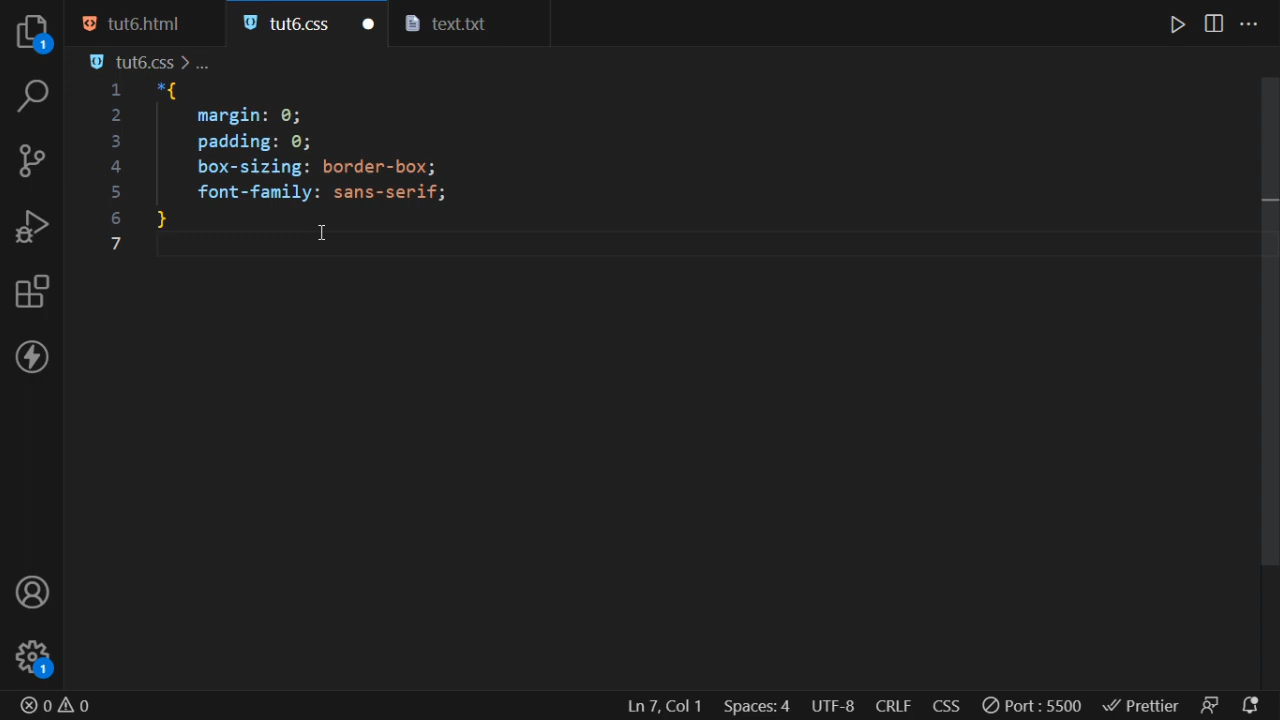 tut6.html
tut6.css
text.txt
tut6.css > ...
1 *{
2 margin: 0;
3 padding: 0;
4 box-sizing: border-box;
5 font-family: sans-serif;
6 }
7
1
1
0 0
Ln 7, Col 1
Spaces: 4
UTF-8
CRLF
CSS
Port : 5500
Prettier